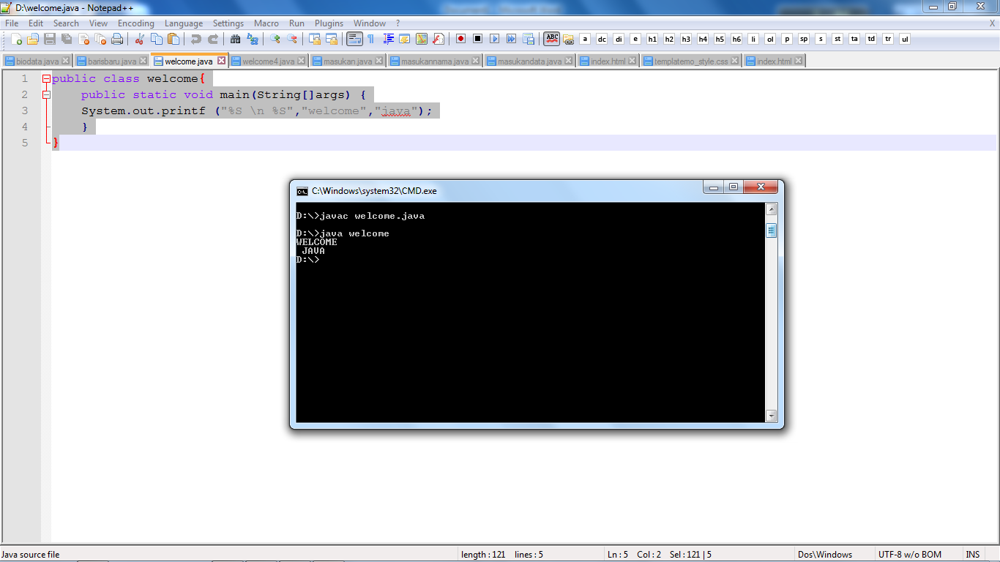 D:\welcome.java - Notepad++
File Edit Search View Encoding Language Settings Macro Run Plugins Window ? X
ABC a dc di e h1 h2 h3 h4 h5 h6 li ol p sp s st ta td tr ul
biodata.java barisbaru.java welcome.java welcome4.java masukan.java masukannama.java masukandata.java index.html templatemo_style.css index.html
1 public class welcome{
2 public static void main(String[]args) {
3 System.out.printf ("%S \n %S","welcome","java");
4 }
5 }
C:\Windows\system32\CMD.exe
D:\>javac welcome.java
D:\>java welcome
WELCOME
JAVA
D:\>
Java source file length : 121 lines : 5 Ln : 5 Col : 2 Sel : 121 | 5 Dos\Windows UTF-8 w/o BOM INS